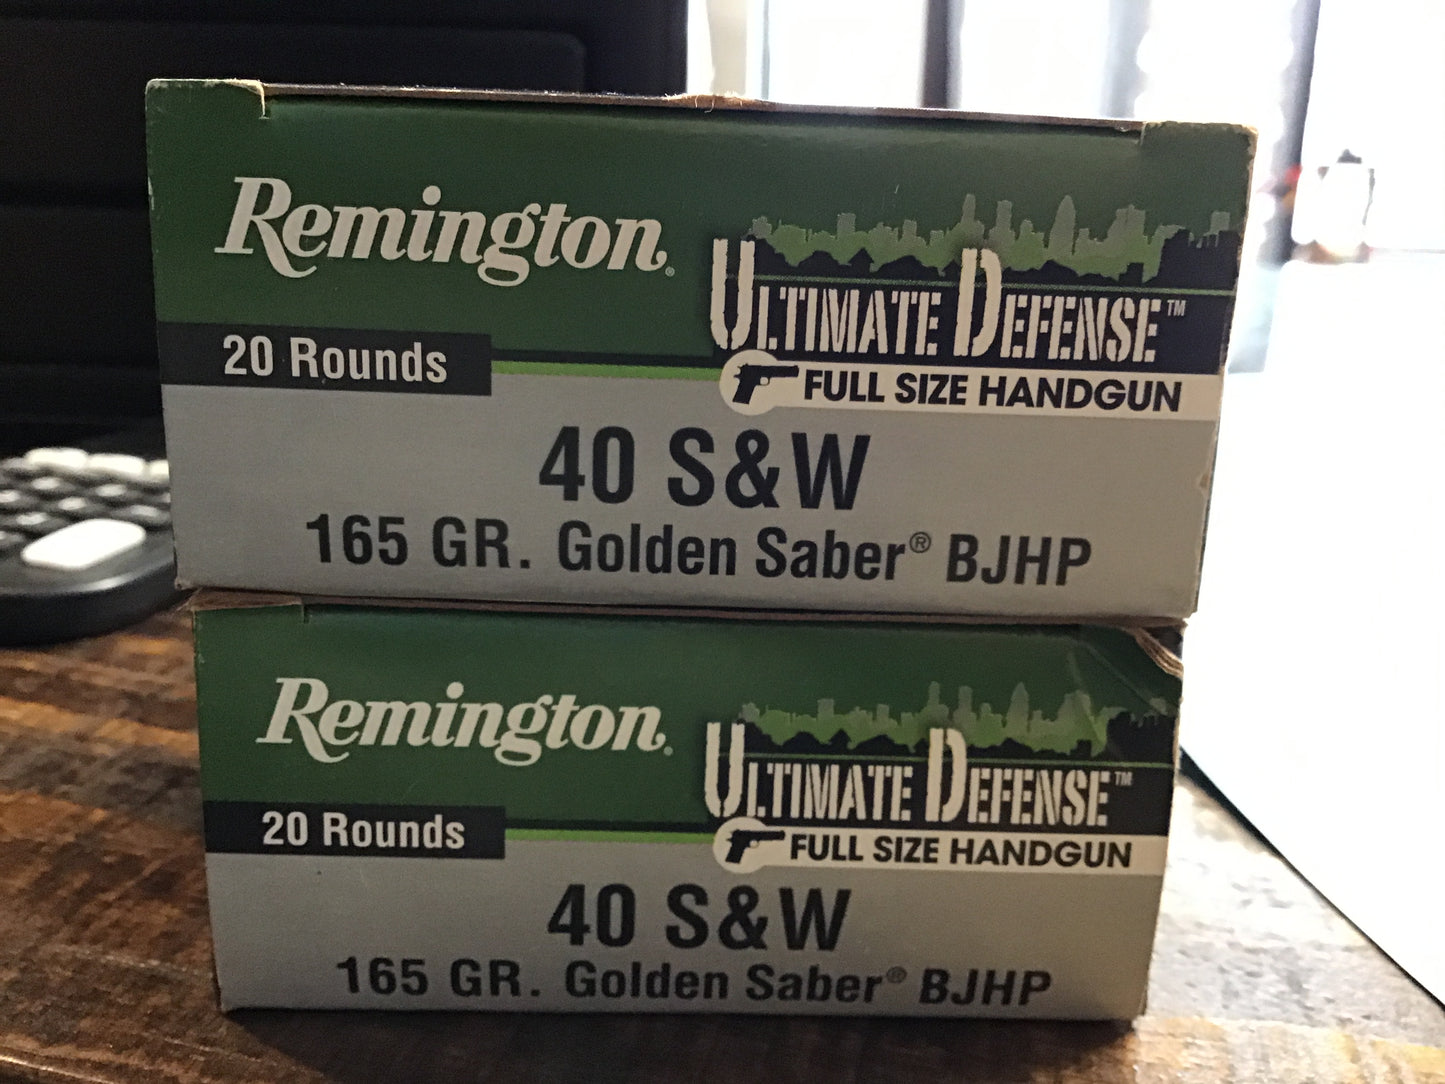 Remington®
ULTIMATE DEFENSE™
20 Rounds
FULL SIZE HANDGUN
40 S&W
165 GR. Golden Saber® BJHP
Remington®
ULTIMATE DEFENSE™
20 Rounds
FULL SIZE HANDGUN
40 S&W
165 GR. Golden Saber® BJHP